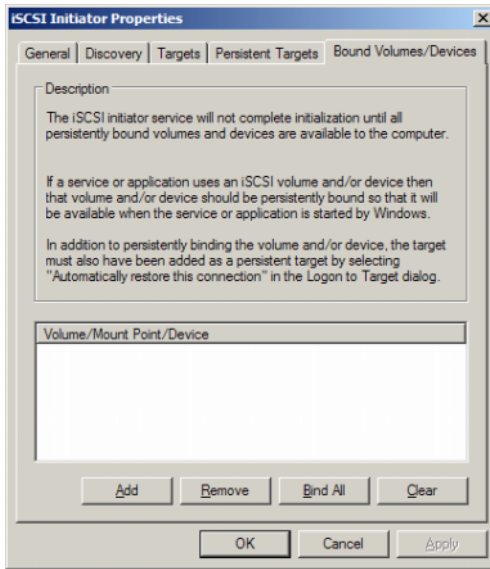 iSCSI Initiator Properties
General
Discovery
Targets
Persistent Targets
Bound Volumes/Devices
Description
The iSCSI initiator service will not complete initialization until all
persistently bound volumes and devices are available to the computer.
If a service or application uses an iSCSI volume and/or device then
that volume and/or device should be persistently bound so that it will
be available when the service or application is started by Windows.
In addition to persistently binding the volume and/or device, the target
must also have been added as a persistent target by selecting
"Automatically restore this connection" in the Logon to Target dialog.
Volume/Mount Point/Device
Add
Remove
Bind All
Clear
OK
Cancel
Apply